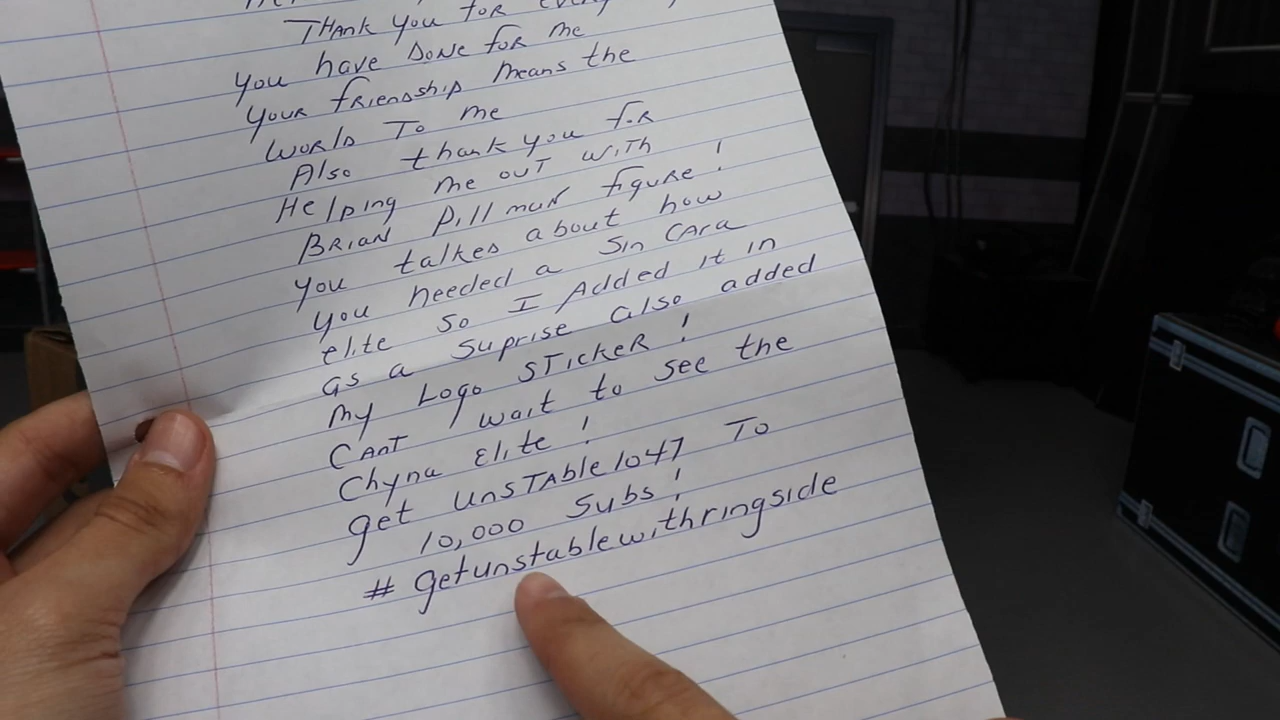 THank you for every
you have Done for me
your friendship means the
world To me
Also thank you for
Helping me out with
Brian pillman figure!
you talkes about how
you needed a Sin Cara
elite so I Added it in
as a suprise also added
my Logo sticker!
Cant wait to see the
Chyna Elite!
get unsTable1047 To
10,000 Subs!
# getunstablewithringside